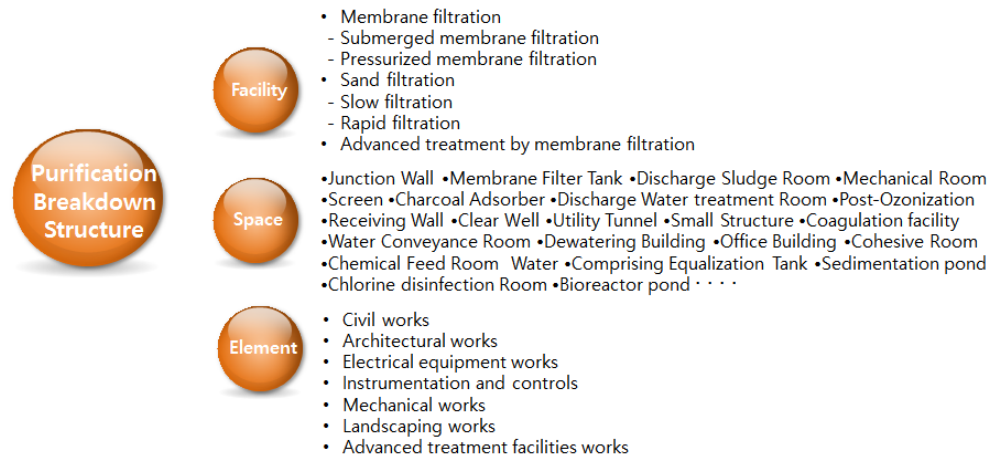 Purification
Breakdown
Structure
Facility
• Membrane filtration
- Submerged membrane filtration
- Pressurized membrane filtration
• Sand filtration
- Slow filtration
- Rapid filtration
• Advanced treatment by membrane filtration
Space
•Junction Wall •Membrane Filter Tank •Discharge Sludge Room •Mechanical Room
•Screen •Charcoal Adsorber •Discharge Water treatment Room •Post-Ozonization
•Receiving Wall •Clear Well •Utility Tunnel •Small Structure •Coagulation facility
•Water Conveyance Room •Dewatering Building •Office Building •Cohesive Room
•Chemical Feed Room Water •Comprising Equalization Tank •Sedimentation pond
•Chlorine disinfection Room •Bioreactor pond · · · ·
Element
• Civil works
• Architectural works
• Electrical equipment works
• Instrumentation and controls
• Mechanical works
• Landscaping works
• Advanced treatment facilities works